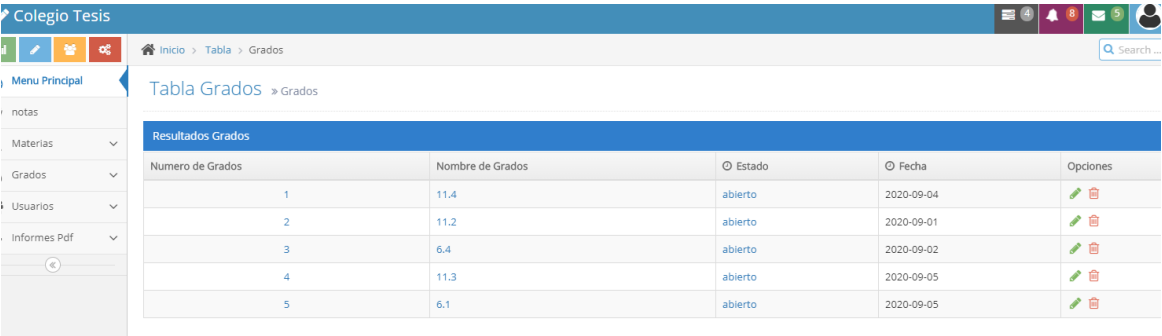 Colegio Tesis 4 8 5
Inicio > Tabla > Grados Search ...
Menu Principal
Tabla Grados » Grados
notas
Materias
Grados
Usuarios
Informes Pdf
Resultados Grados
Numero de Grados Nombre de Grados Estado Fecha Opciones
1 11.4 abierto 2020-09-04
2 11.2 abierto 2020-09-01
3 6.4 abierto 2020-09-02
4 11.3 abierto 2020-09-05
5 6.1 abierto 2020-09-05